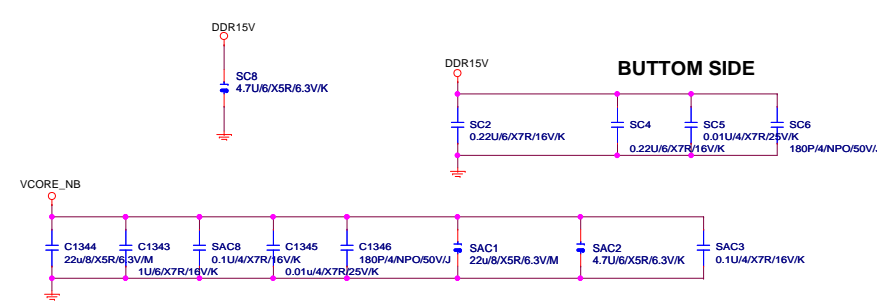 DDR15V
SC8
4.7U/6/X5R/6.3V/K
DDR15V
BUTTOM SIDE
SC2
0.22U/6/X7R/16V/K
SC4
0.22U/6/X7R/16V/K
SC5
0.01U/4/X7R/25V/K
SC6
180P/4/NPO/50V/J
VCORE_NB
C1344
22u/8/X5R/6.3V/M
C1343
1U/6/X7R/16V/K
SAC8
0.1U/4/X7R/16V/K
C1345
0.01u/4/X7R/25V/K
C1346
180P/4/NPO/50V/J
SAC1
22u/8/X5R/6.3V/M
SAC2
4.7U/6/X5R/6.3V/K
SAC3
0.1U/4/X7R/16V/K